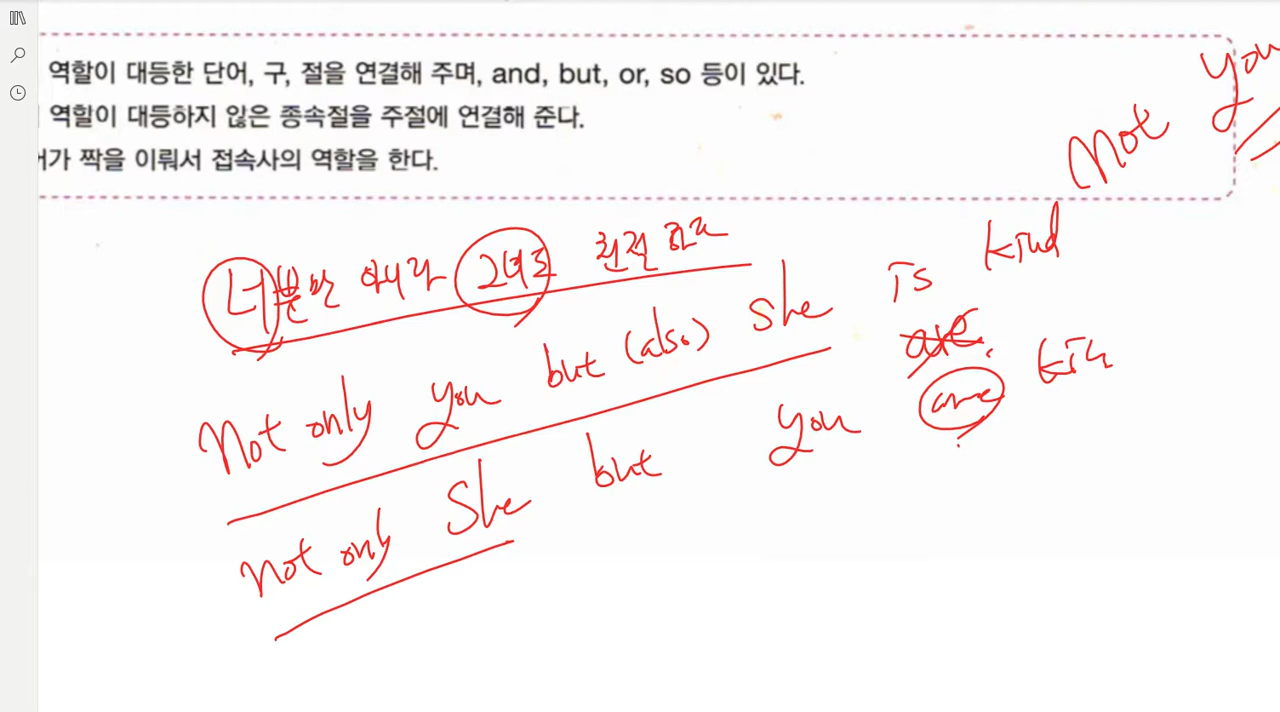 역할이 대등한 단어, 구, 절을 연결해 주며, and, but, or, so 등이 있다.
역할이 대등하지 않은 종속절을 주절에 연결해 준다.
어가 짝을 이뤄서 접속사의 역할을 한다.
Not you
너뿐만 아니라 그녀도 친절하다
Not only you but (also) she is kind
are
Not only She but you are kin